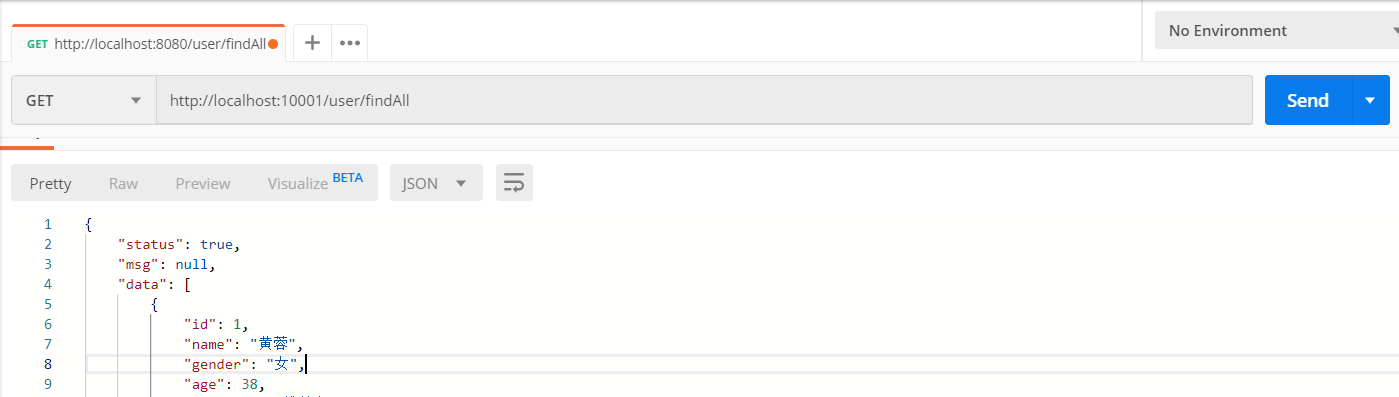 GET http://localhost:8080/user/findAll
No Environment
GET http://localhost:10001/user/findAll Send
Pretty Raw Preview Visualize BETA JSON
1 {
2 "status": true,
3 "msg": null,
4 "data": [
5 {
6 "id": 1,
7 "name": "黄蓉",
8 "gender": "女",
9 "age": 38,